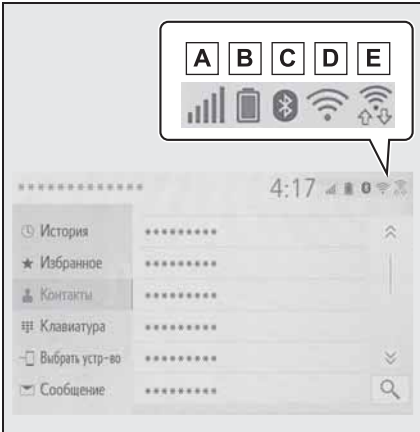 A B C D E
************* ** 4:17
История *********
Избранное *********
Контакты *********
Клавиатура *********
Выбрать устр-во *********
Сообщение *********